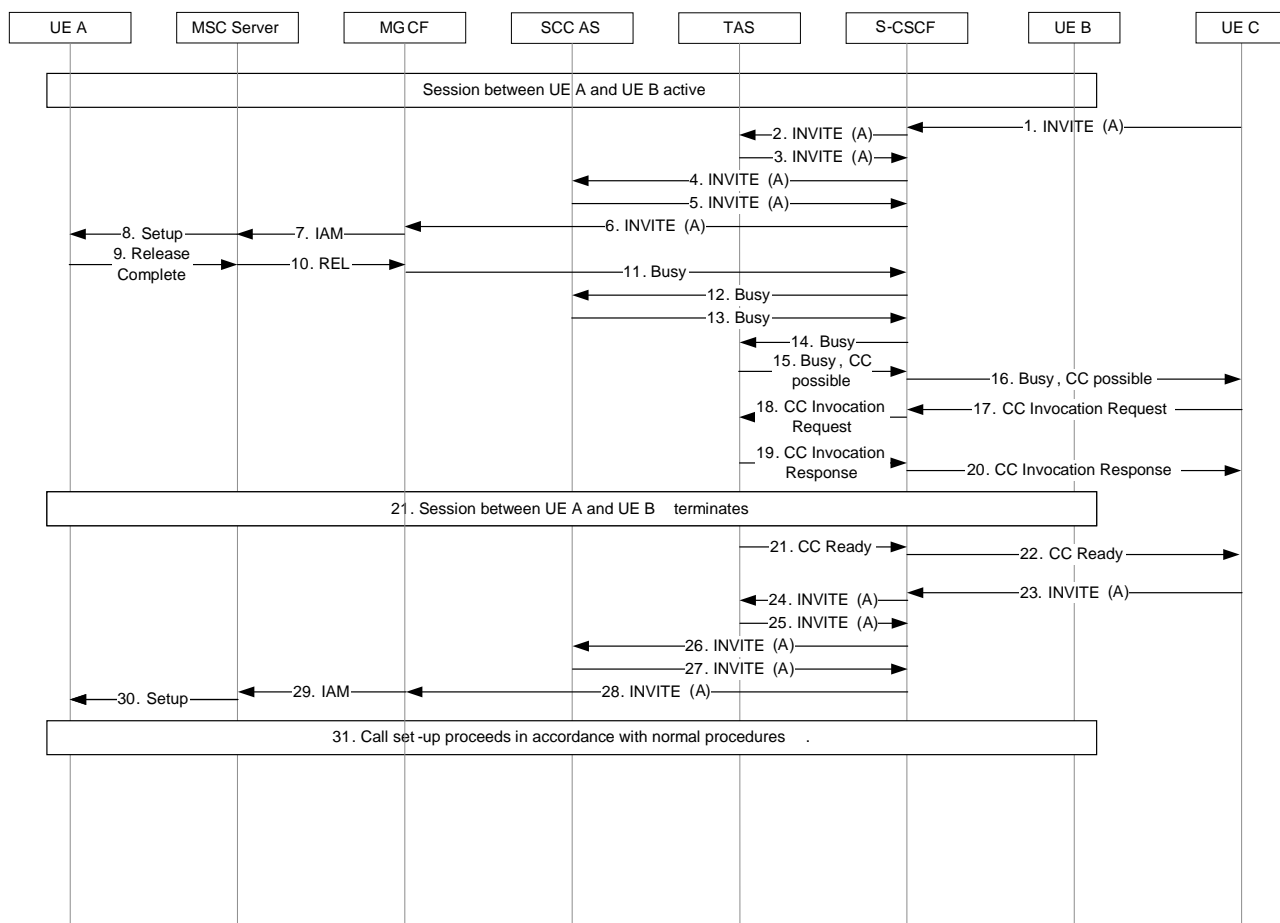 UE A
MSC Server
MGCF
SCC AS
TAS
S-CSCF
UE B
UE C
Session between UE A and UE B active
1. INVITE (A)
2. INVITE (A)
3. INVITE (A)
4. INVITE (A)
5. INVITE (A)
6. INVITE (A)
7. IAM
8. Setup
9. Release
Complete
10. REL
11. Busy
12. Busy
13. Busy
14. Busy
15. Busy, CC
possible
16. Busy, CC possible
17. CC Invocation Request
18. CC Invocation
Request
19. CC Invocation
Response
20. CC Invocation Response
21. Session between UE A and UE B terminates
21. CC Ready
22. CC Ready
23. INVITE (A)
24. INVITE (A)
25. INVITE (A)
26. INVITE (A)
27. INVITE (A)
28. INVITE (A)
29. IAM
30. Setup
31. Call set-up proceeds in accordance with normal procedures .